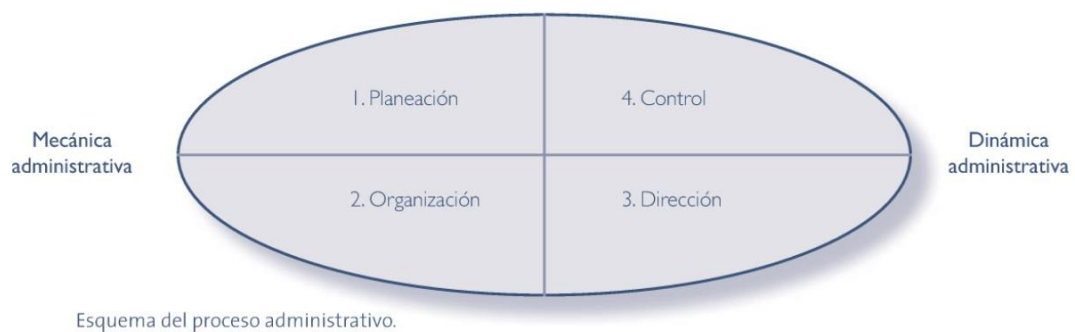 1. Planeación
4. Control
Mecánica
administrativa
Dinámica
administrativa
2. Organización
3. Dirección
Esquema del proceso administrativo.